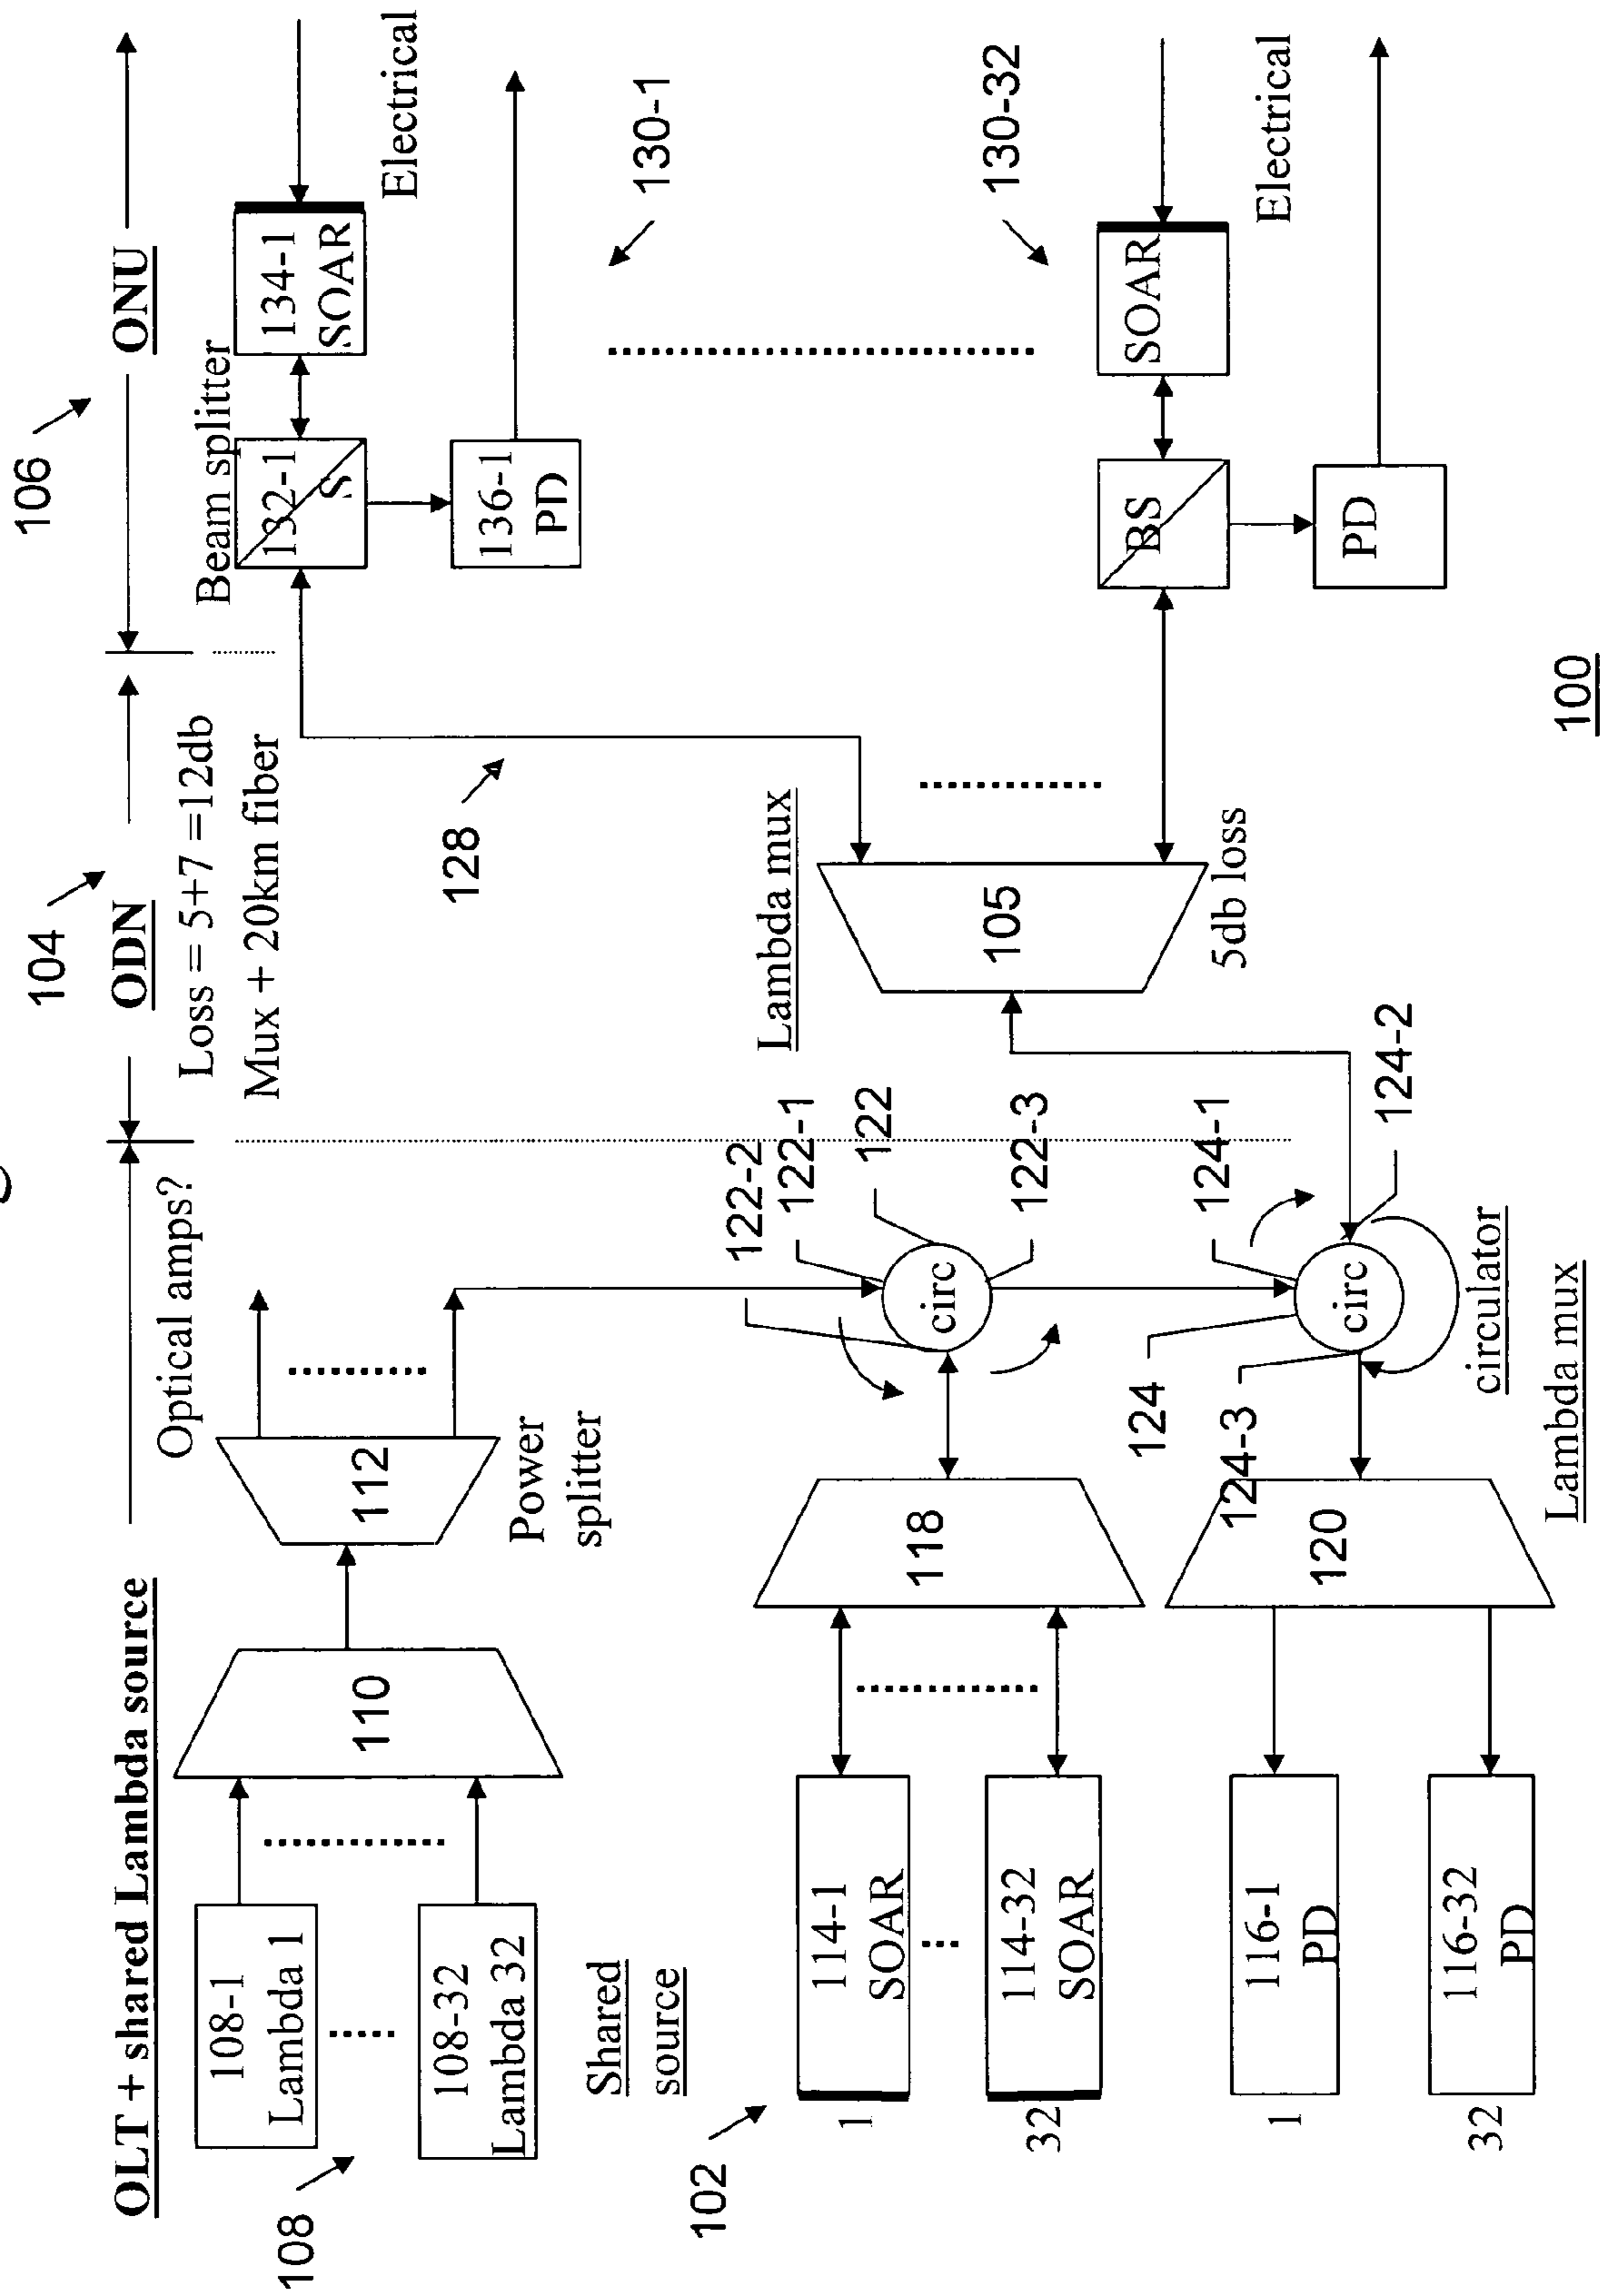 106
104
ONU
ODN
Loss = 5+7 =12db
Mux + 20km fiber
OLT + shared Lambda source
Optical amps?
108-1
Lambda 1
108-32
Lambda 32
108
Shared
source
110
112
Power
splitter
Beam splitter
132-1
S
134-1
SOAR
Electrical
136-1
PD
130-1
128
102
1
114-1
SOAR
32
114-32
SOAR
1
116-1
PD
32
116-32
PD
118
120
Lambda mux
122-2
122-1
122
122-3
circ
124
124-1
124-2
124-3
circ
circulator
Lambda mux
105
5db loss
130-32
BS
SOAR
Electrical
PD
100